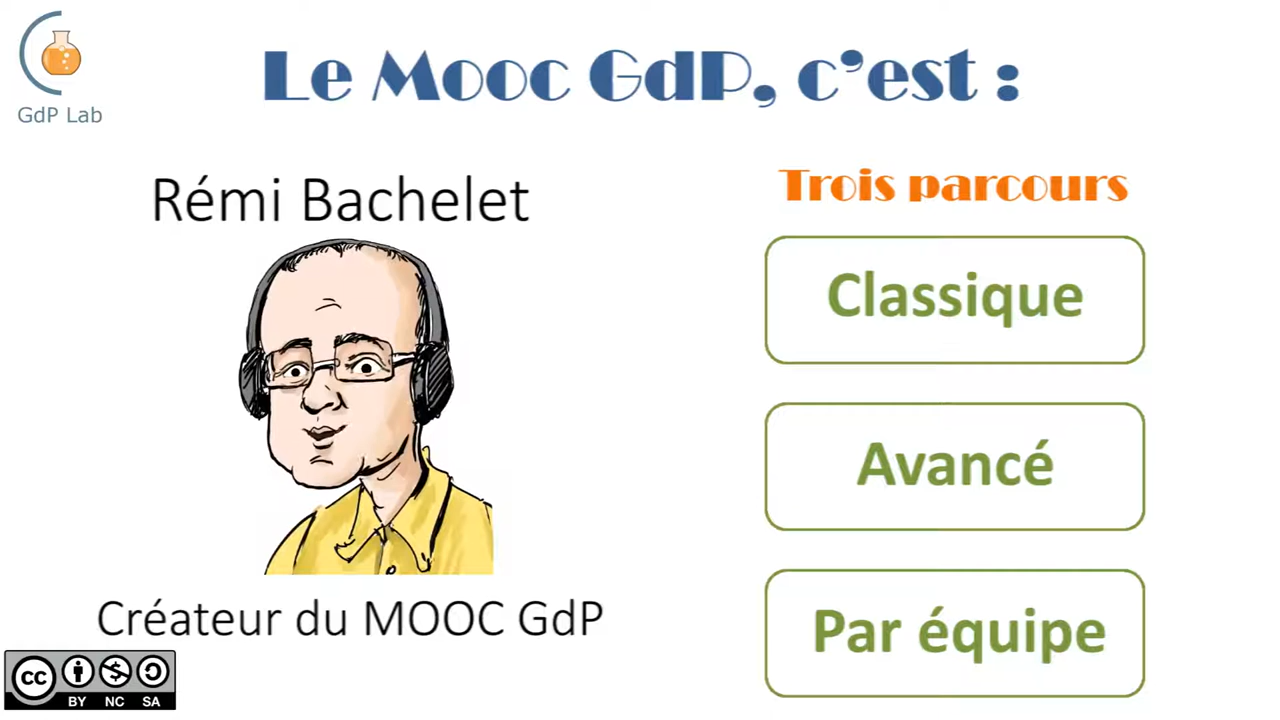 GdP Lab
Le Mooc GdP, c'est :
Rémi Bachelet
Créateur du MOOC GdP
Trois parcours
Classique
Avancé
Par équipe
cc
BY NC SA